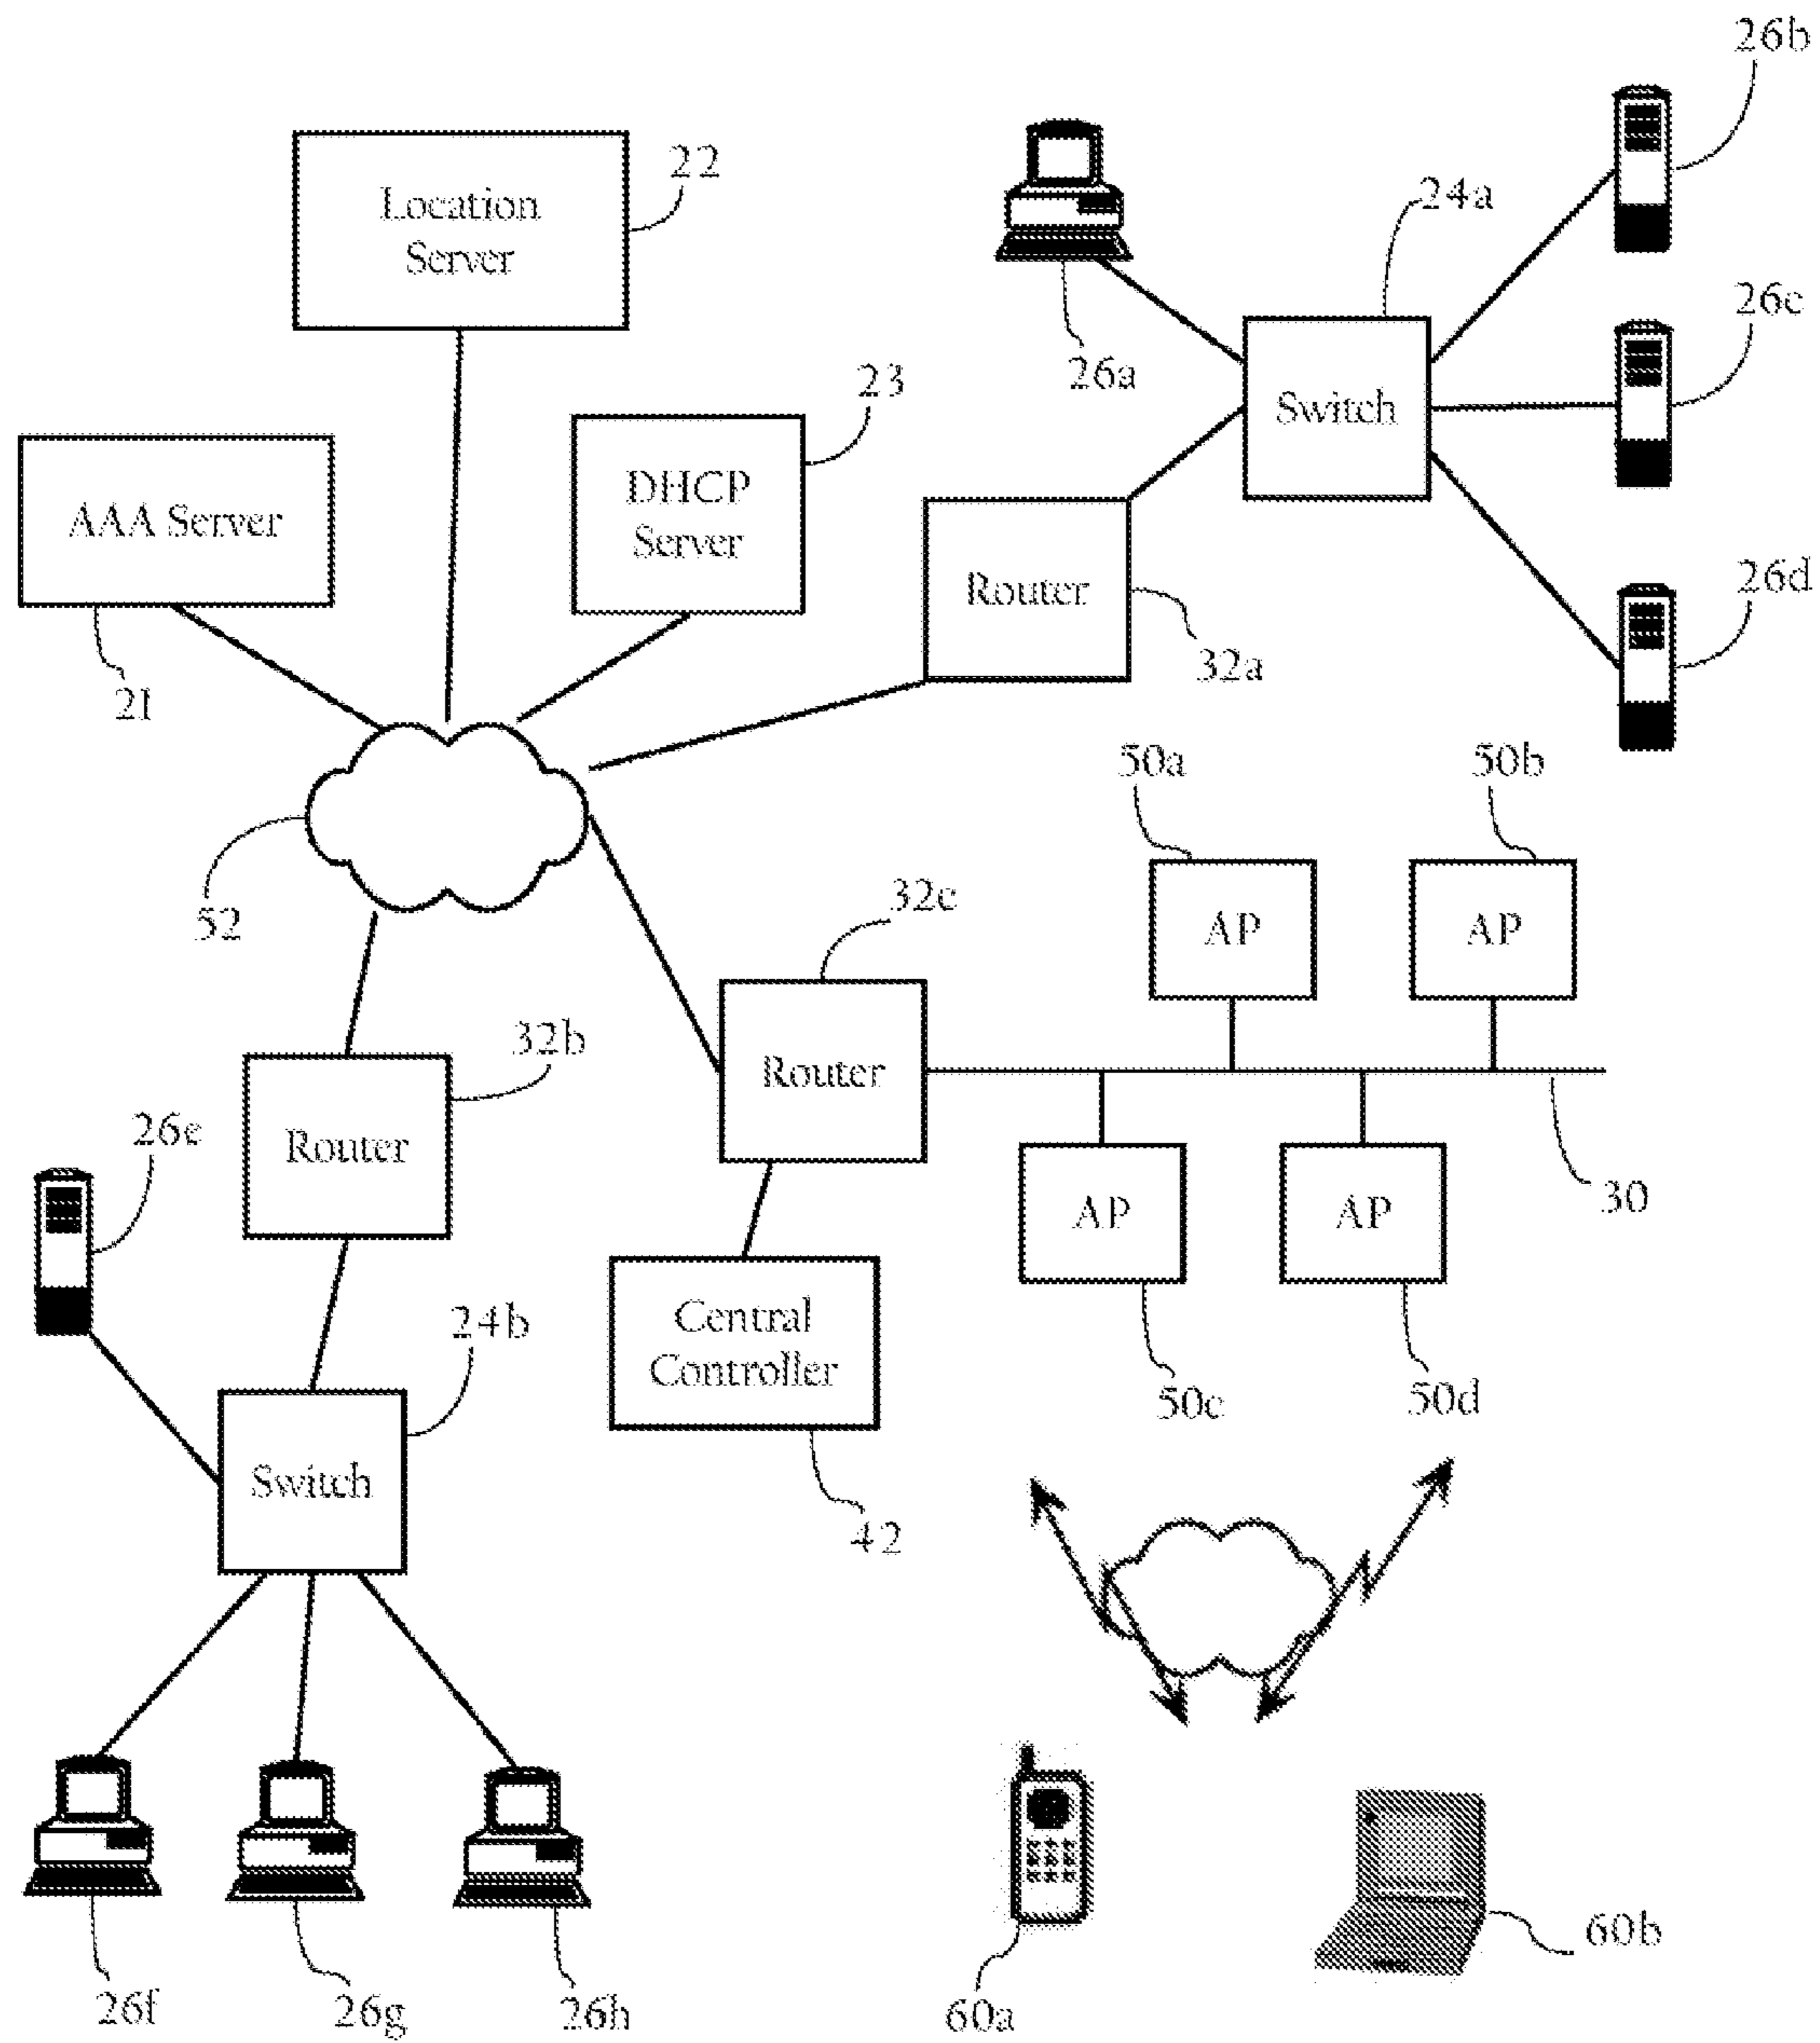 26b
22
Location
Server
24a
26c
26a
23
Switch
DHCP
Server
AAA Server
Router
26d
32a
21
50a
50b
52
32c
AP
AP
32b
Router
26e
Router
30
AP
AP
24b
Central
Controller
50c
50d
Switch
42
60b
26f
26g
26h
60a